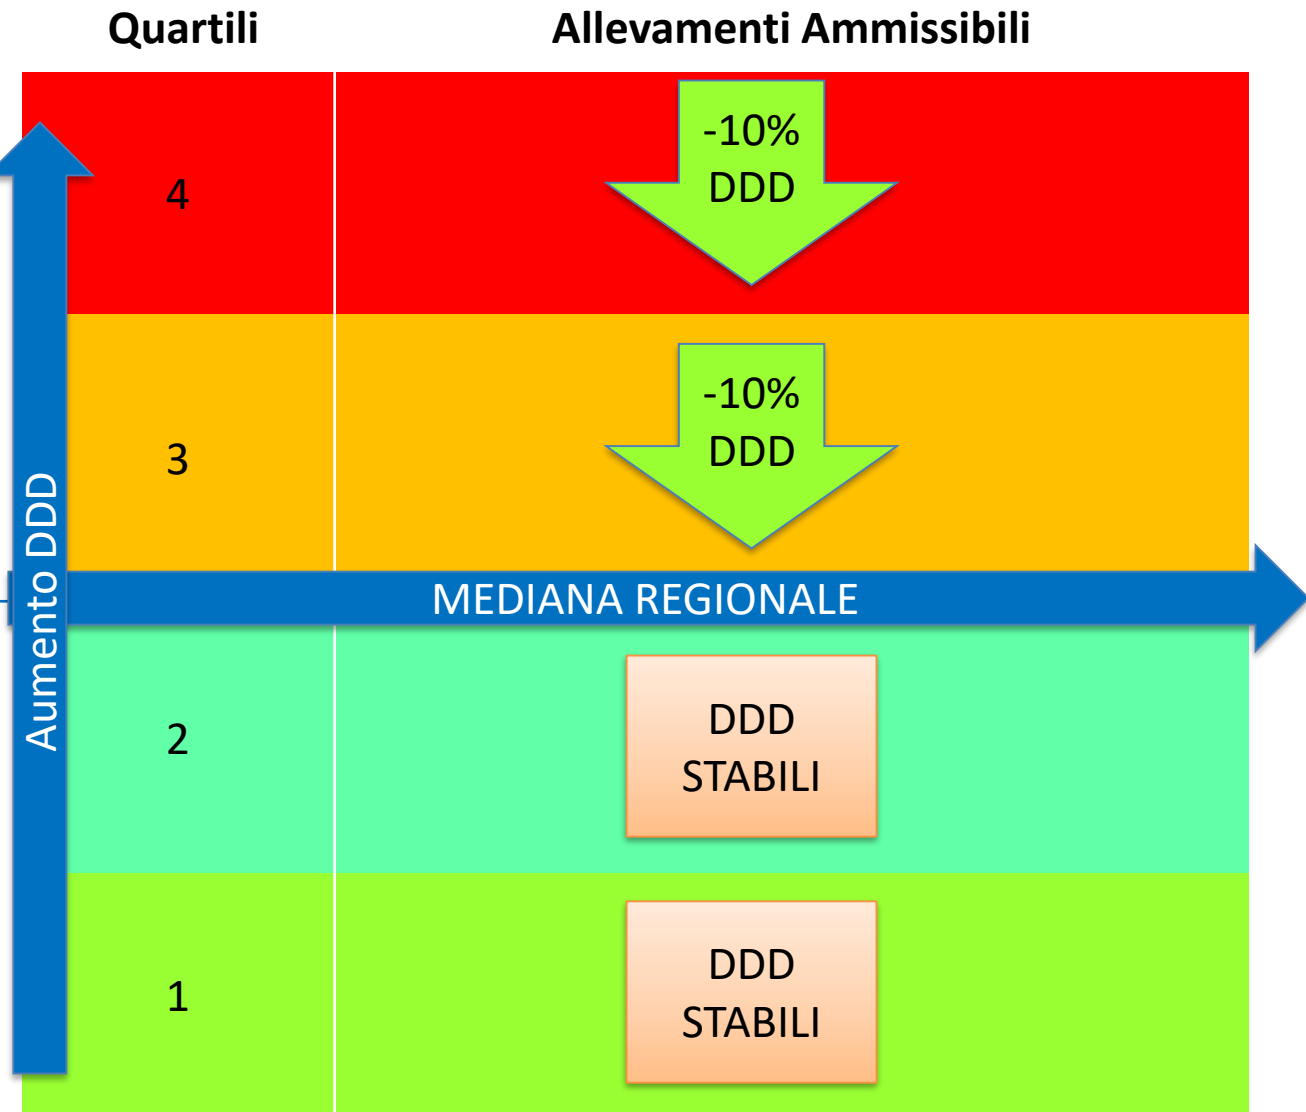 Quartili
Allevamenti Ammissibili
4
-10%
DDD
3
-10%
DDD
Aumento DDD
MEDIANA REGIONALE
2
DDD
STABILI
1
DDD
STABILI